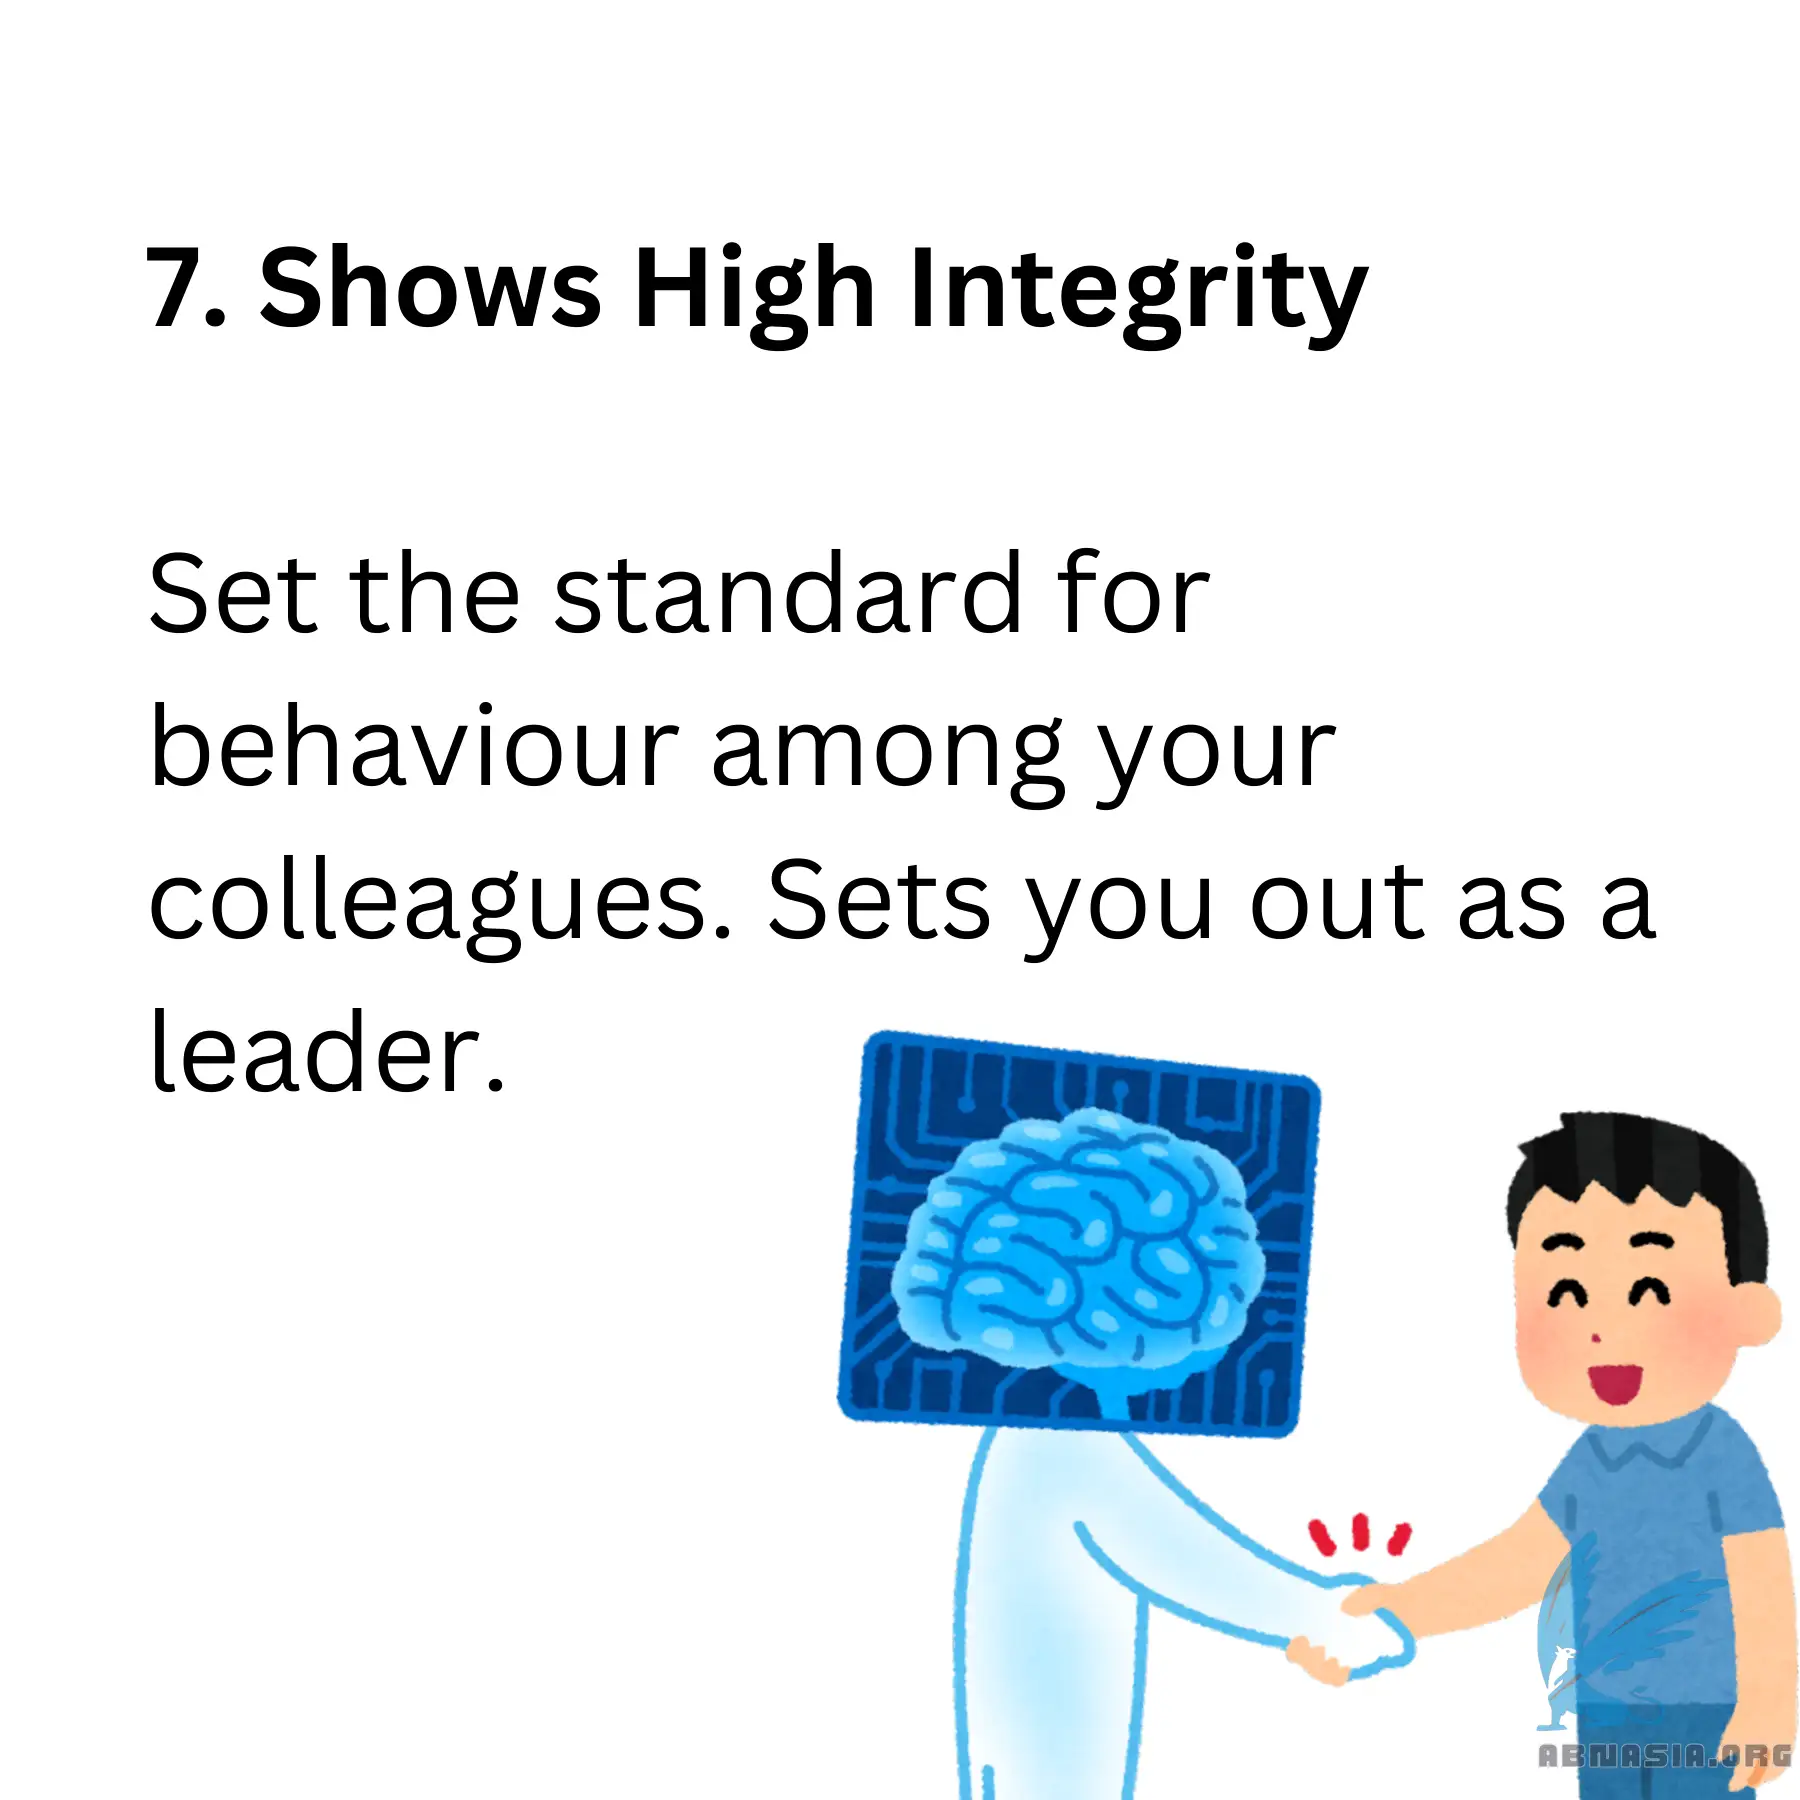 7. Shows High Integrity
Set the standard for
behaviour among your
colleagues. Sets you out as a
leader.
ABNASIA.ORG